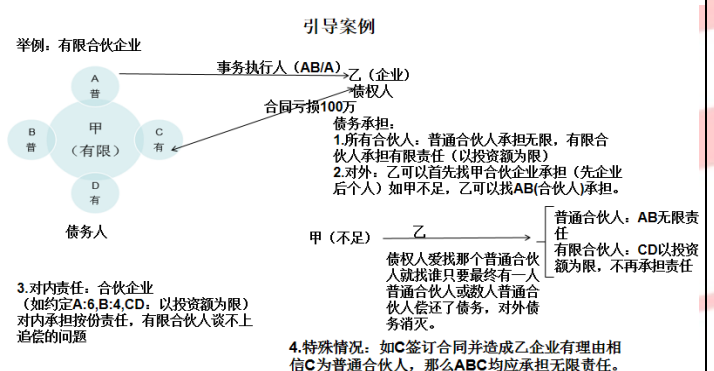 引导案例
举例：有限合伙企业
A
普
B
普
甲
（有限）
C
有
D
有
债务人
事务执行人（AB/A）
乙（企业）
债权人
合同亏损100万
债务承担：
1.所有合伙人：普通合伙人承担无限，有限合
伙人承担有限责任（以投资额为限）
2.对外：乙可以首先找甲合伙企业承担（先企业
后个人）如甲不足，乙可以找AB(合伙人)承担。
甲（不足）
乙
普通合伙人：AB无限责
任
有限合伙人：CD以投资
额为限，不再承担责任
债权人爱找那个普通合伙
人就找谁只要最终有一人
普通合伙人或数人普通合
伙人偿还了债务，对外债
务消灭。
3.对内责任：合伙企业
（如约定A:6,B:4,CD：以投资额为限）
对内承担按份责任，有限合伙人谈不上
追偿的问题
4.特殊情况：如C签订合同并造成乙企业有理由相
信C为普通合伙人，那么ABC均应承担无限责任。